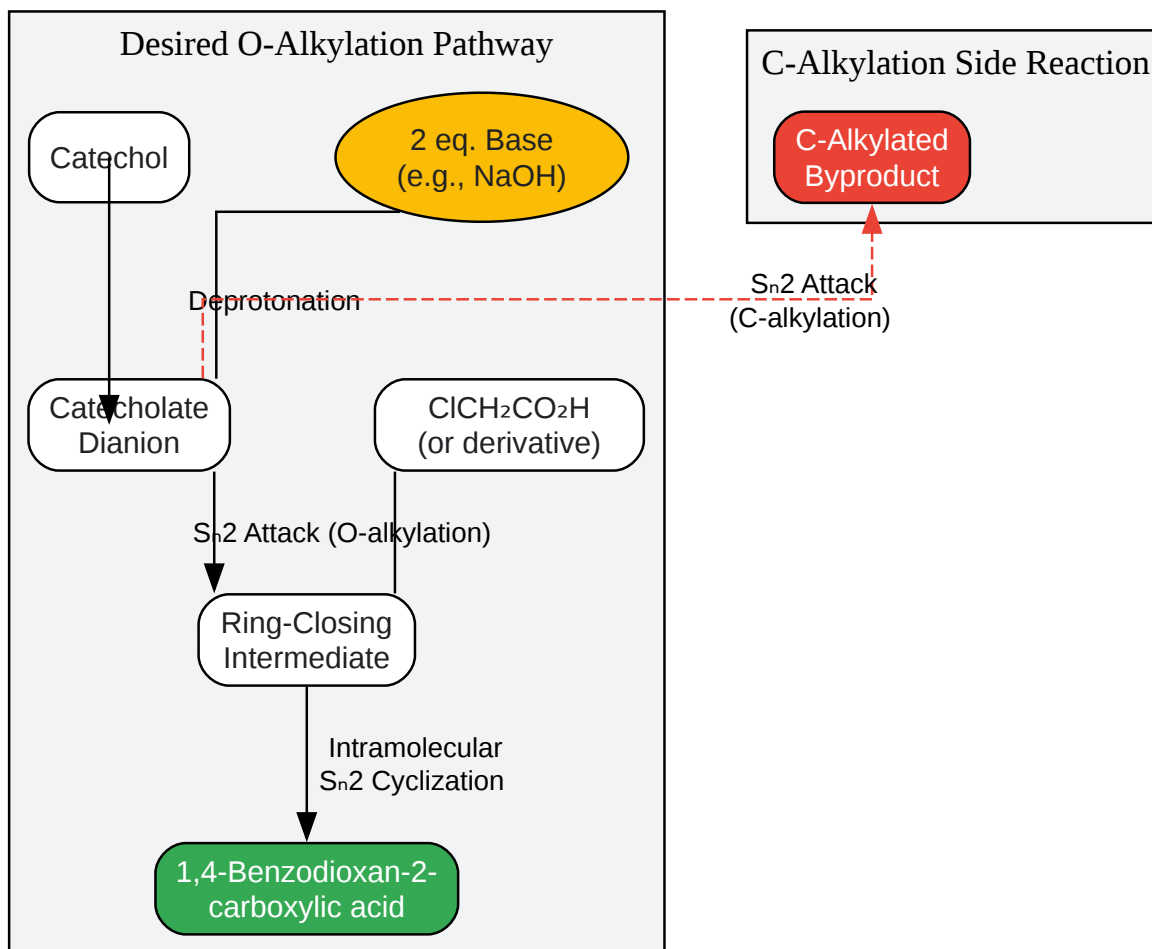 Desired O-Alkylation Pathway
C-Alkylation Side Reaction
Catechol
2 eq. Base
(e.g., NaOH)
C-Alkylated
Byproduct
Deprotonation
Sₙ2 Attack
(C-alkylation)
Catecholate
Dianion
ClCH₂CO₂H
(or derivative)
Sₙ2 Attack (O-alkylation)
Ring-Closing
Intermediate
Intramolecular
Sₙ2 Cyclization
1,4-Benzodioxan-2-
carboxylic acid